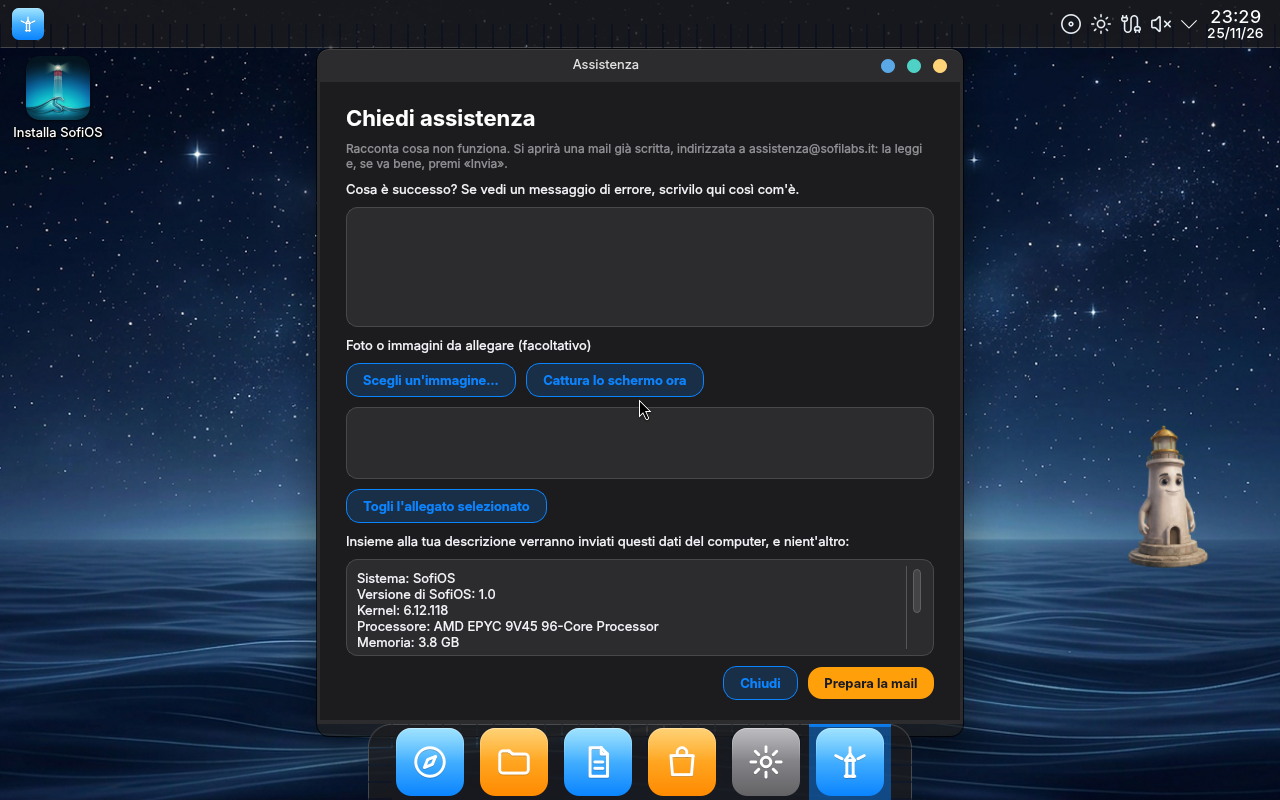 23:29
25/11/26
Installa SofiOS
Assistenza
Chiedi assistenza
Racconta cosa non funziona. Si aprirà una mail già scritta, indirizzata a assistenza@sofilabs.it: la leggi
e, se va bene, premi «Invia».
Cosa è successo? Se vedi un messaggio di errore, scrivilo qui così com'è.
Foto o immagini da allegare (facoltativo)
Scegli un'immagine...
Cattura lo schermo ora
Togli l'allegato selezionato
Insieme alla tua descrizione verranno inviati questi dati del computer, e nient'altro:
Sistema: SofiOS
Versione di SofiOS: 1.0
Kernel: 6.12.118
Processore: AMD EPYC 9V45 96-Core Processor
Memoria: 3.8 GB
Chiudi
Prepara la mail